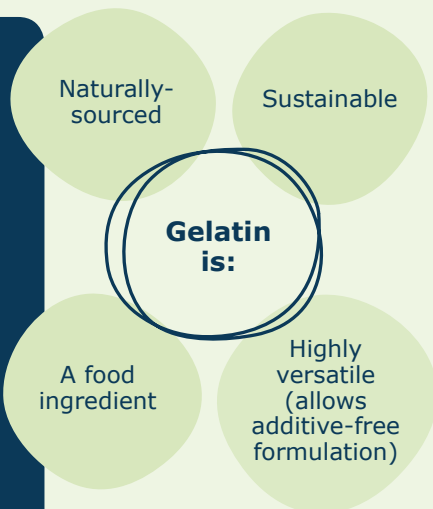 Naturally-
sourced
Sustainable
Gelatin
is:
A food
ingredient
Highly
versatile
(allows
additive-free
formulation)